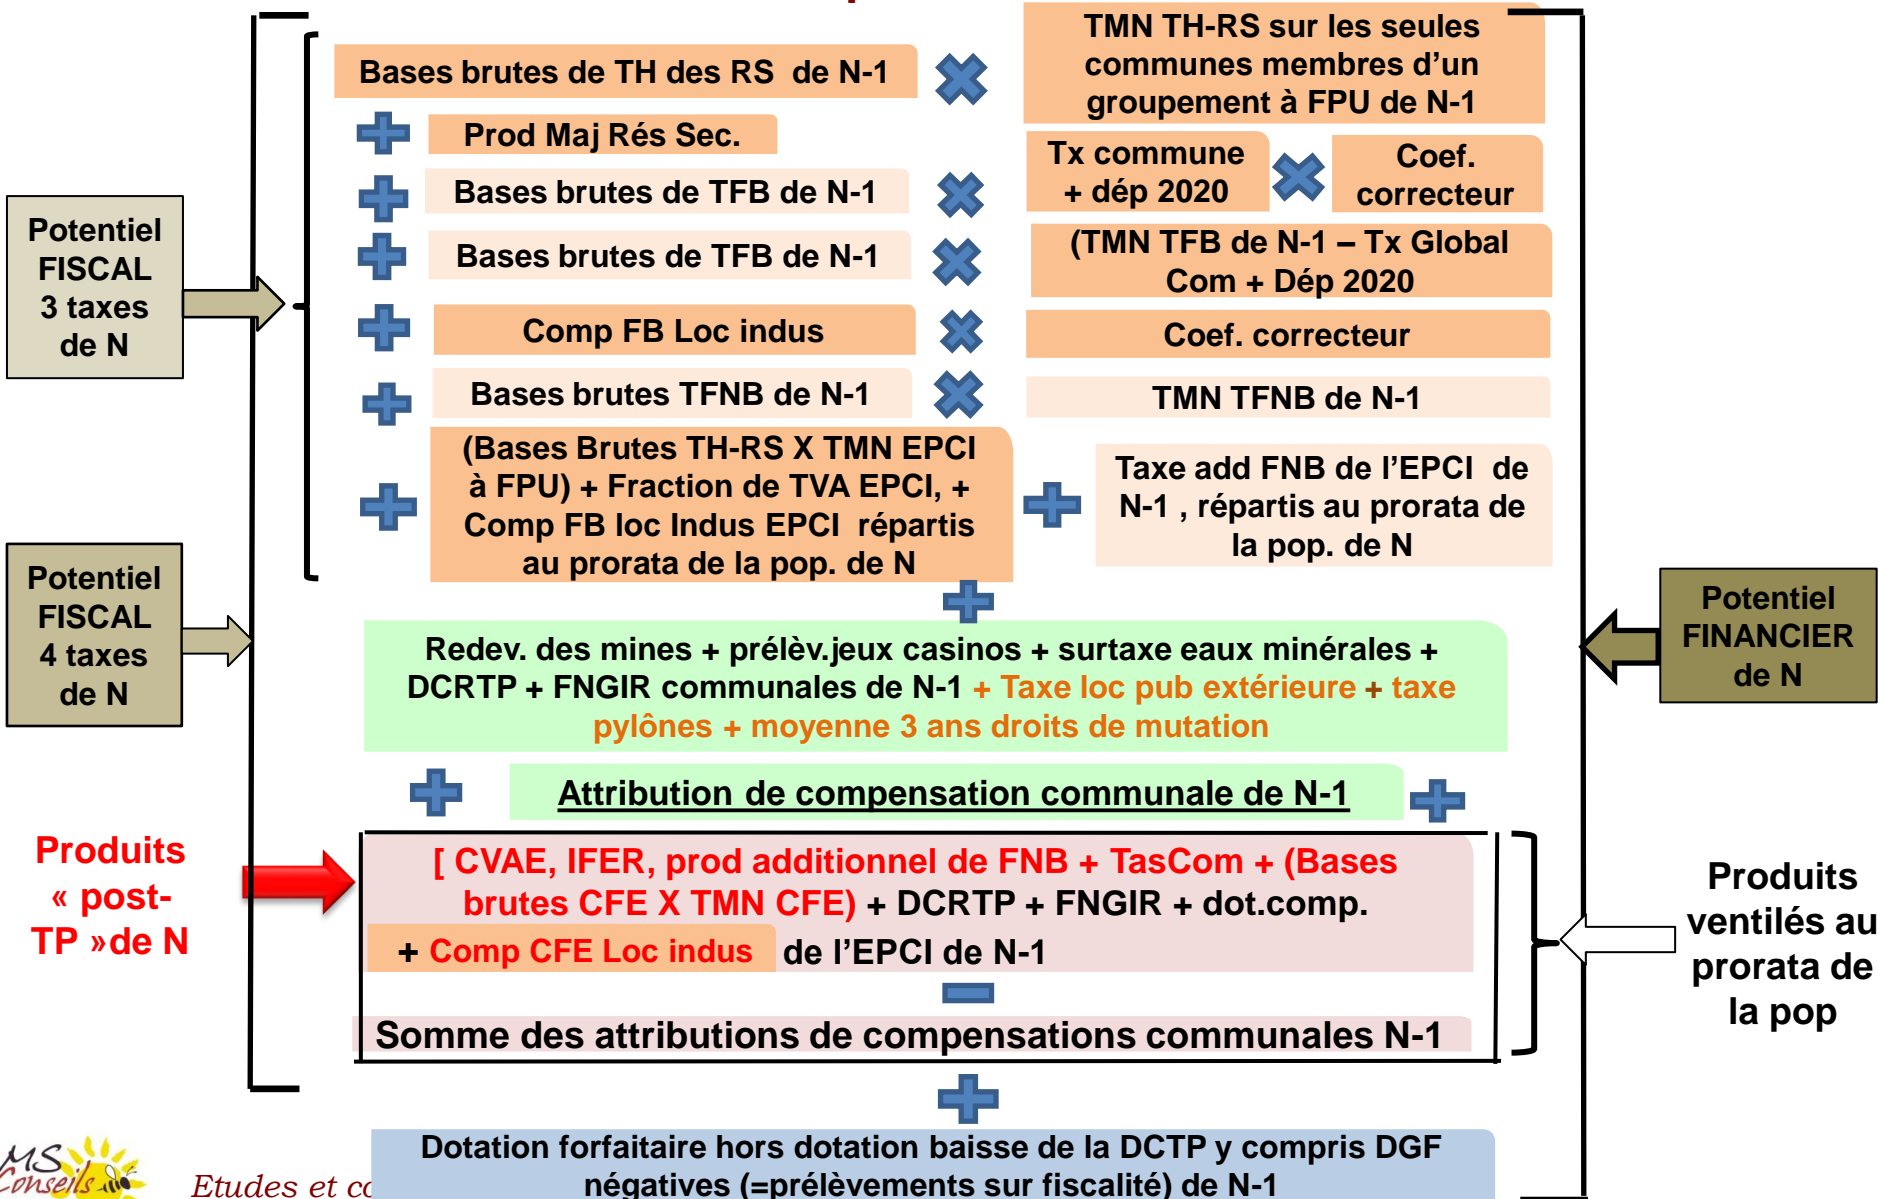 Bases brutes de TH des RS de N-1
TMN TH-RS sur les seules
communes membres d'un
groupement à FPU de N-1
Prod Maj Rés Sec.
Bases brutes de TFB de N-1
Tx commune
+ dép 2020
Coef.
correcteur
Potentiel
FISCAL
3 taxes
de N
Bases brutes de TFB de N-1
(TMN TFB de N-1 – Tx Global
Com + Dép 2020
Comp FB Loc indus
Coef. correcteur
Bases brutes TFNB de N-1
TMN TFNB de N-1
(Bases Brutes TH-RS X TMN EPCI
à FPU) + Fraction de TVA EPCI, +
Comp FB loc Indus EPCI répartis
au prorata de la pop. de N
Taxe add FNB de l'EPCI de
N-1 , répartis au prorata de
la pop. de N
Potentiel
FISCAL
4 taxes
de N
Potentiel
FINANCIER
de N
Redev. des mines + prélèv.jeux casinos + surtaxe eaux minérales +
DCRTP + FNGIR communales de N-1 + Taxe loc pub extérieure + taxe
pylônes + moyenne 3 ans droits de mutation
Attribution de compensation communale de N-1
Produits
« post-
TP »de N
[ CVAE, IFER, prod additionnel de FNB + TasCom + (Bases
brutes CFE X TMN CFE) + DCRTP + FNGIR + dot.comp.
+ Comp CFE Loc indus de l'EPCI de N-1
Somme des attributions de compensations communales N-1
Produits
ventilés au
prorata de
la pop
Dotation forfaitaire hors dotation baisse de la DCTP y compris DGF
négatives (=prélèvements sur fiscalité) de N-1
MS
Conseils
Etudes et co